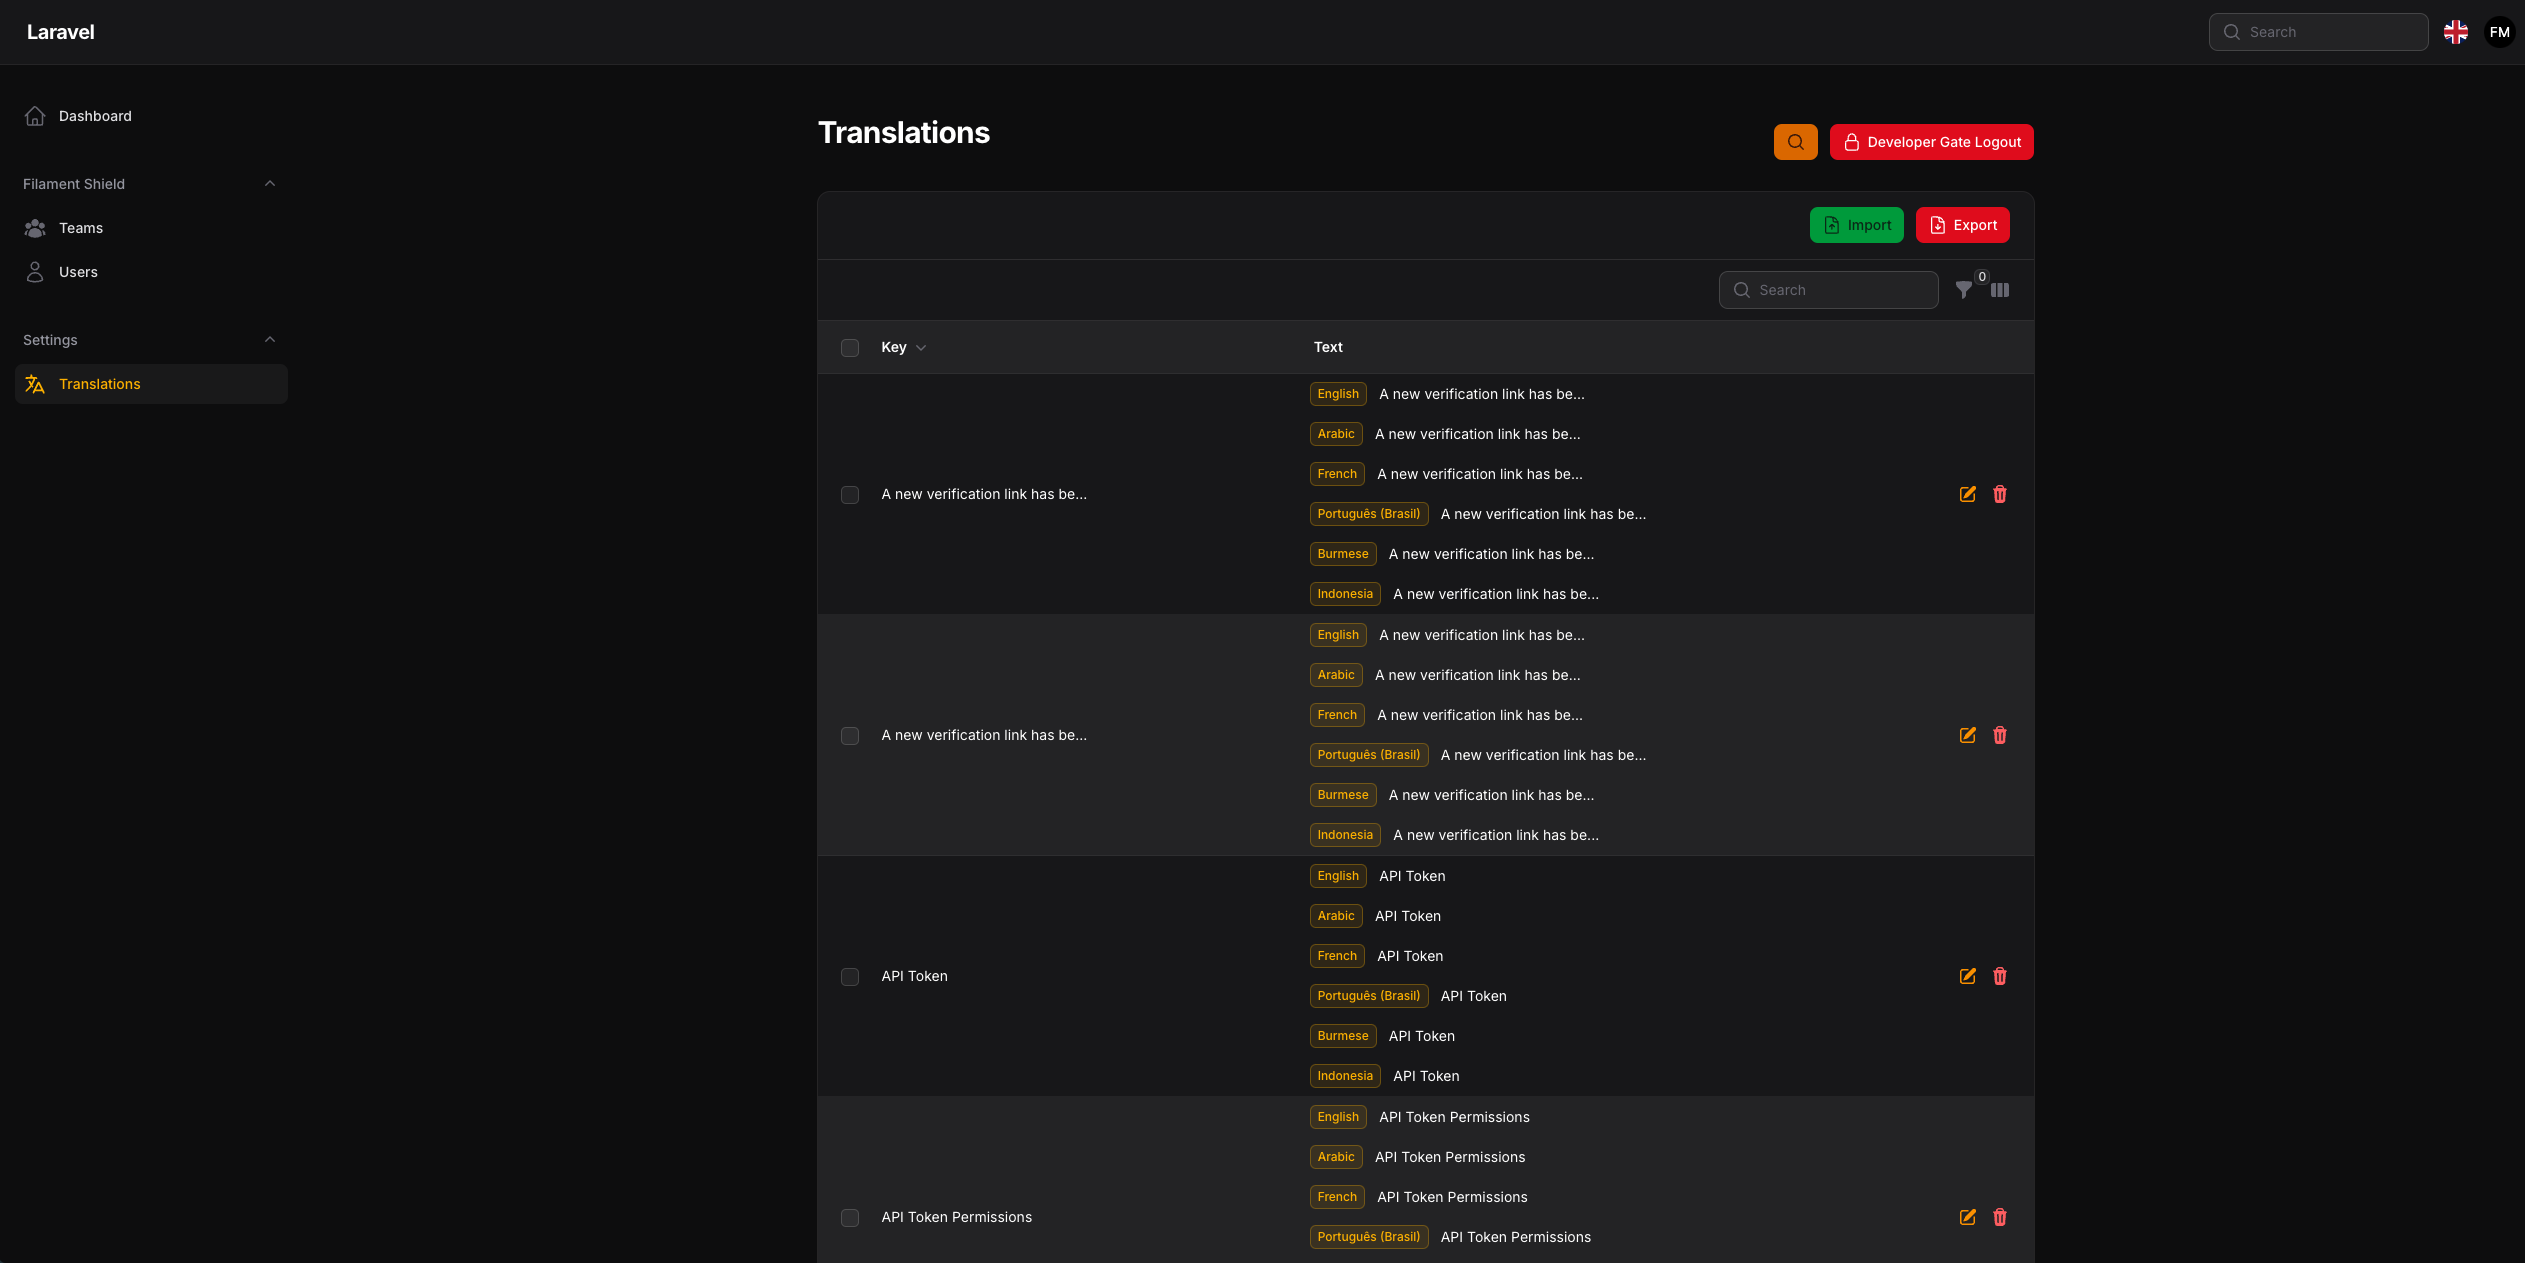 Laravel
Search
FM
Dashboard
Filament Shield
Teams
Users
Settings
Translations
Translations
Developer Gate Logout
Import
Export
Search
0
Key
Text
A new verification link has be...
English A new verification link has be...
Arabic A new verification link has be...
French A new verification link has be...
Português (Brasil) A new verification link has be...
Burmese A new verification link has be...
Indonesia A new verification link has be...
A new verification link has be...
English A new verification link has be...
Arabic A new verification link has be...
French A new verification link has be...
Português (Brasil) A new verification link has be...
Burmese A new verification link has be...
Indonesia A new verification link has be...
API Token
English API Token
Arabic API Token
French API Token
Português (Brasil) API Token
Burmese API Token
Indonesia API Token
API Token Permissions
English API Token Permissions
Arabic API Token Permissions
French API Token Permissions
Português (Brasil) API Token Permissions